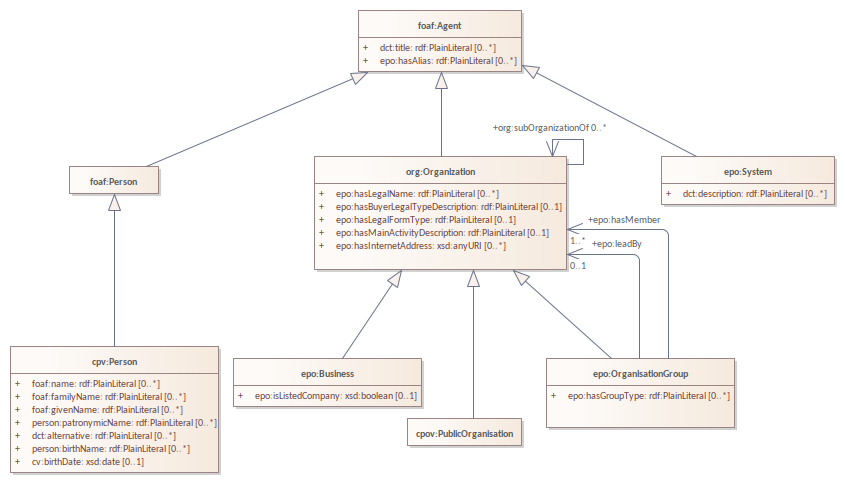 foaf:Agent
+ dct:title: rdf:PlainLiteral [0..*]
+ epo:hasAlias: rdf:PlainLiteral [0..*]
+org:subOrganizationOf 0..*
foaf:Person
org:Organization
+ epo:hasLegalName: rdf:PlainLiteral [0..*]
+ epo:hasBuyerLegalTypeDescription: rdf:PlainLiteral [0..1]
+ epo:hasLegalFormType: rdf:PlainLiteral [0..1]
+ epo:hasMainActivityDescription: rdf:PlainLiteral [0..1]
+ epo:hasInternetAddress: xsd:anyURI [0..*]
epo:System
+ dct:description: rdf:PlainLiteral [0..*]
+epo:hasMember
1..*
+epo:leadBy
0..1
cpv:Person
+ foaf:name: rdf:PlainLiteral [0..*]
+ foaf:familyName: rdf:PlainLiteral [0..*]
+ foaf:givenName: rdf:PlainLiteral [0..*]
+ person:patronymicName: rdf:PlainLiteral [0..*]
+ dct:alternative: rdf:PlainLiteral [0..*]
+ person:birthName: rdf:PlainLiteral [0..*]
+ cv:birthDate: xsd:date [0..1]
epo:Business
+ epo:isListedCompany: xsd:boolean [0..1]
cpov:PublicOrganisation
epo:OrganisationGroup
+ epo:hasGroupType: rdf:PlainLiteral [0..*]